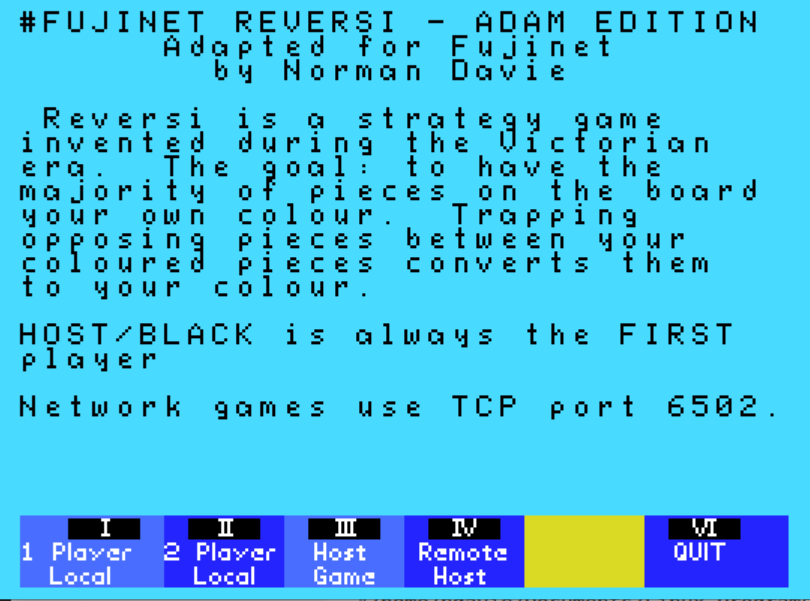 #FUJINET REVERSI - ADAM EDITION
Adapted for Fujinet
by Norman Davie
Reversi is a strategy game
invented during the Victorian
era. The goal: to have the
majority of pieces on the board
your own colour. Trapping
opposing pieces between your
coloured pieces converts them
to your colour.
HOST/BLACK is always the FIRST
player
Network games use TCP port 6502.
I II III IV VI
1 Player 2 Player Host Remote QUIT
Local Local Game Host